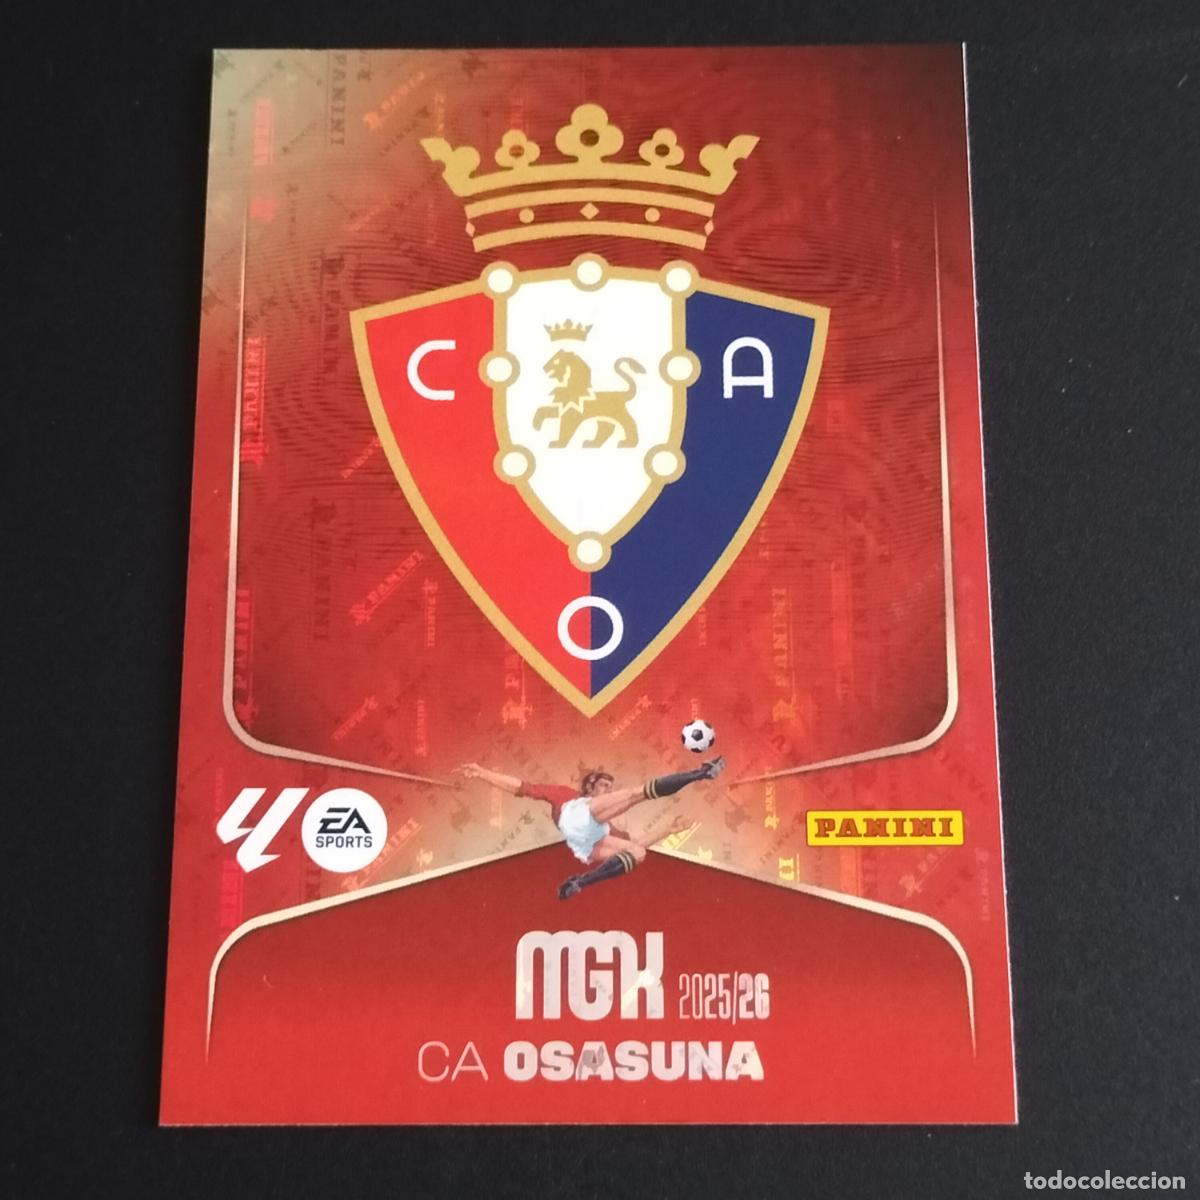 C A
O
EA
SPORTS
PANINI
MGK 2025/26
CA OSASUNA
todocoleccion